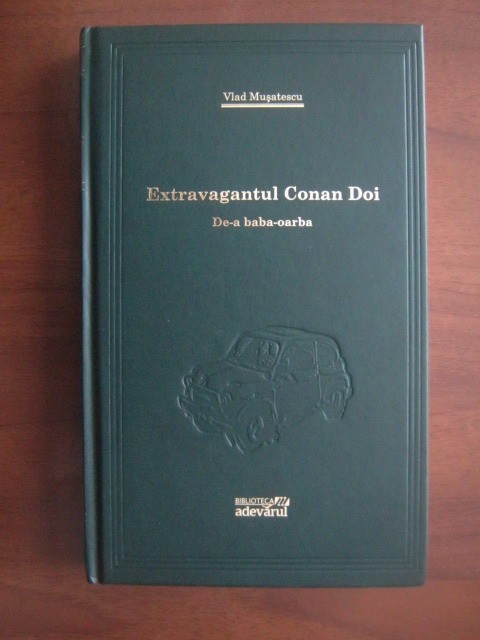 Vlad Mușatescu
Extravagantul Conan Doi
De-a baba-oarba
BIBLIOTECA
adevărul